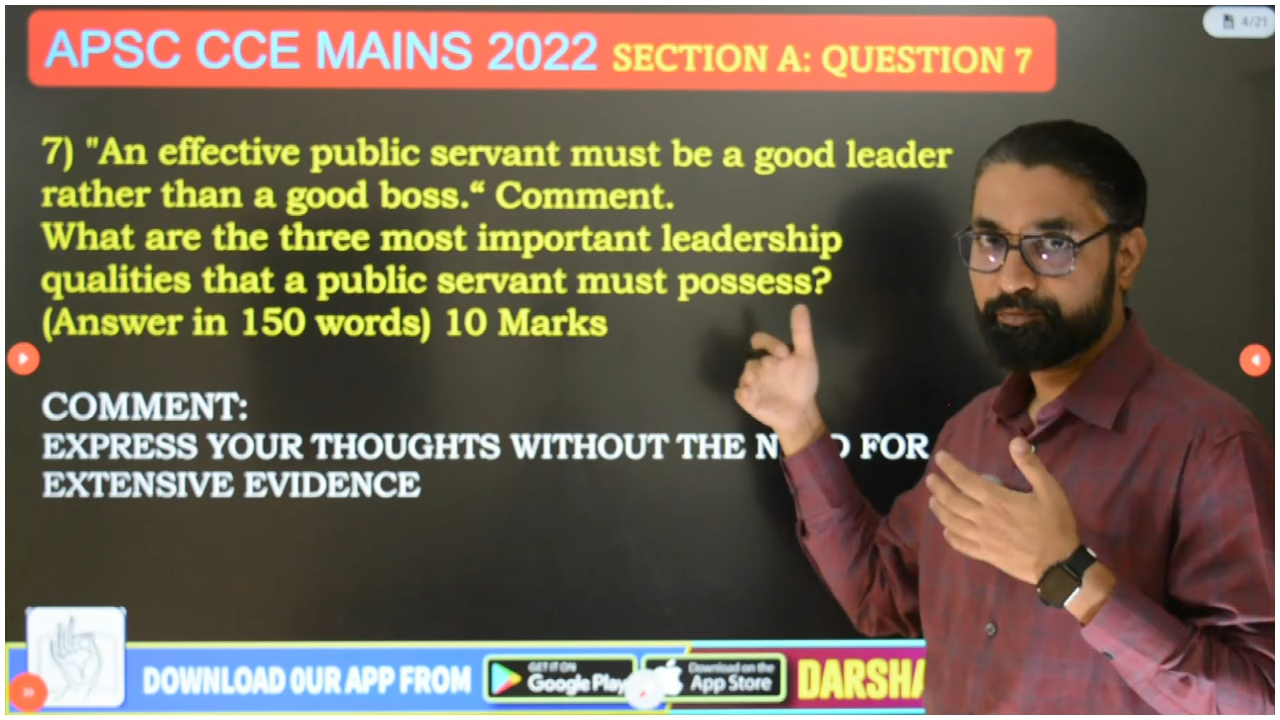 4/21
APSC CCE MAINS 2022 SECTION A: QUESTION 7
7) "An effective public servant must be a good leader
rather than a good boss.“ Comment.
What are the three most important leadership
qualities that a public servant must possess?
(Answer in 150 words) 10 Marks
COMMENT:
EXPRESS YOUR THOUGHTS WITHOUT THE FOR
EXTENSIVE EVIDENCE
DOWNLOAD OUR APP FROM GET IT ON Google Play Download on the App Store